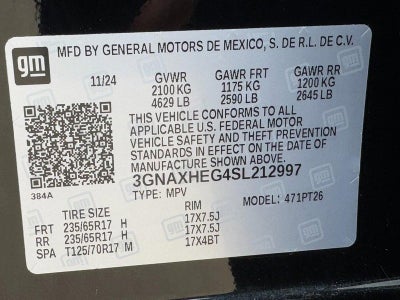 gm
MFD BY GENERAL MOTORS DE MEXICO, S. DE R.L. DE C.V.
11/24 GVWR GAWR FRT GAWR RR
2100 KG 1175 KG 1200 KG
4629 LB 2590 LB 2645 LB
THIS VEHICLE CONFORMS TO ALL
APPLICABLE U.S. FEDERAL MOTOR
VEHICLE SAFETY AND THEFT PREVENTION
STANDARDS IN EFFECT ON THE DATE OF
MANUFACTURE SHOWN ABOVE.
384A 3GNAXHEG4SL212997
TYPE: MPV MODEL: 471PT26
TIRE SIZE RIM
FRT 235/65R17 H 17X7.5J
RR 235/65R17 H 17X7.5J
SPA T125/70R17 M 17X4BT